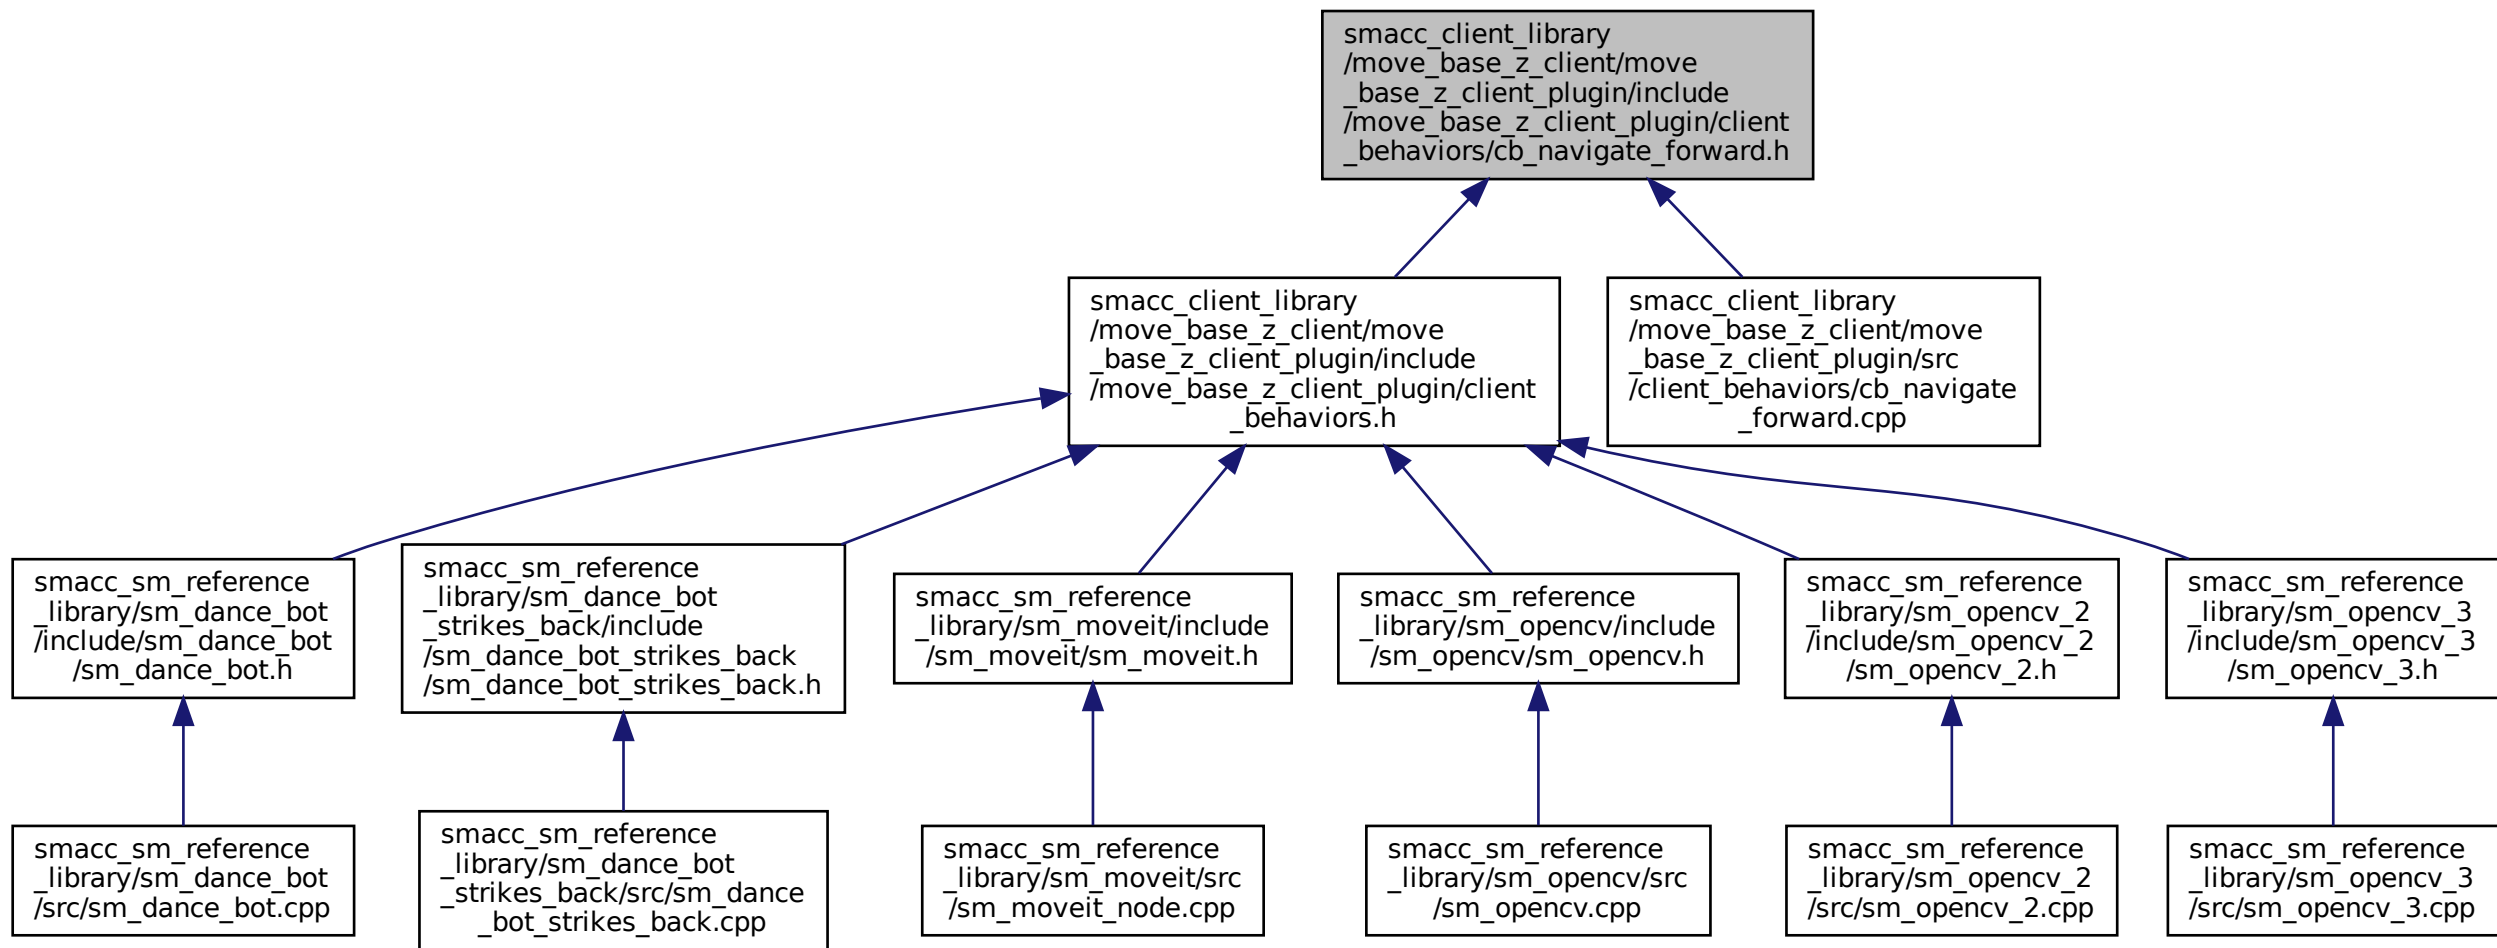 smacc_client_library
/move_base_z_client/move
_base_z_client_plugin/include
/move_base_z_client_plugin/client
_behaviors/cb_navigate_forward.h
smacc_client_library
/move_base_z_client/move
_base_z_client_plugin/include
/move_base_z_client_plugin/client
_behaviors.h
smacc_client_library
/move_base_z_client/move
_base_z_client_plugin/src
/client_behaviors/cb_navigate
_forward.cpp
smacc_sm_reference
_library/sm_dance_bot
/include/sm_dance_bot
/sm_dance_bot.h
smacc_sm_reference
_library/sm_dance_bot
_strikes_back/include
/sm_dance_bot_strikes_back
/sm_dance_bot_strikes_back.h
smacc_sm_reference
_library/sm_moveit/include
/sm_moveit/sm_moveit.h
smacc_sm_reference
_library/sm_opencv/include
/sm_opencv/sm_opencv.h
smacc_sm_reference
_library/sm_opencv_2
/include/sm_opencv_2
/sm_opencv_2.h
smacc_sm_reference
_library/sm_opencv_3
/include/sm_opencv_3
/sm_opencv_3.h
smacc_sm_reference
_library/sm_dance_bot
/src/sm_dance_bot.cpp
smacc_sm_reference
_library/sm_dance_bot
_strikes_back/src/sm_dance
_bot_strikes_back.cpp
smacc_sm_reference
_library/sm_moveit/src
/sm_moveit_node.cpp
smacc_sm_reference
_library/sm_opencv/src
/sm_opencv.cpp
smacc_sm_reference
_library/sm_opencv_2
/src/sm_opencv_2.cpp
smacc_sm_reference
_library/sm_opencv_3
/src/sm_opencv_3.cpp